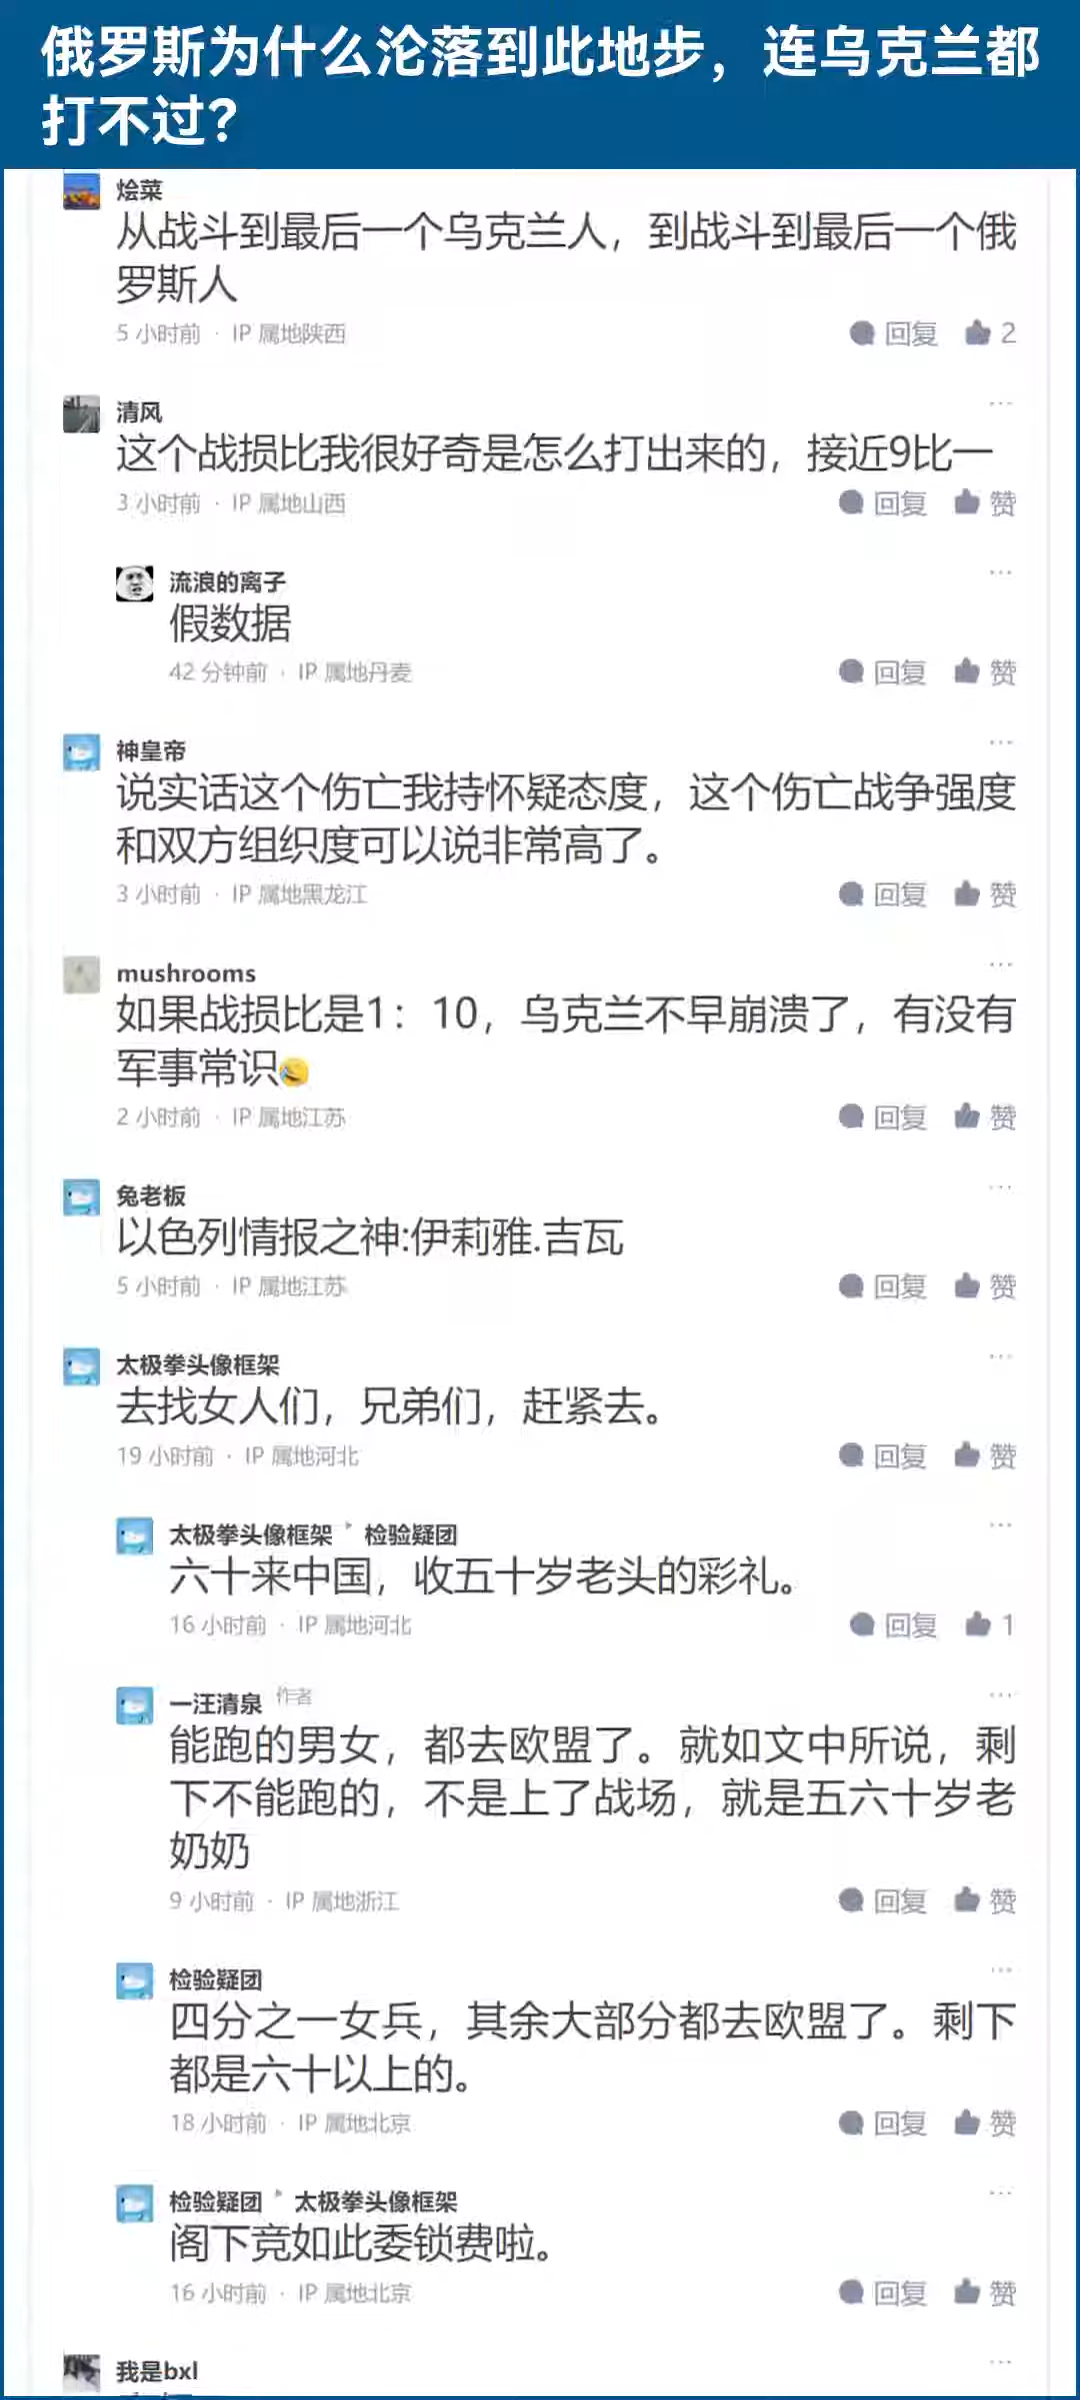 俄罗斯为什么沦落到此地步，连乌克兰都
打不过？
烩菜
从战斗到最后一个乌克兰人，到战斗到最后一个俄
罗斯人
5 小时前 · IP 属地陕西
回复 2
清风
这个战损比我很好奇是怎么打出来的，接近9比一
3 小时前 · IP 属地山西
回复 赞
流浪的离子
假数据
42 分钟前 · IP 属地丹麦
回复 赞
神皇帝
说实话这个伤亡我持怀疑态度，这个伤亡战争强度
和双方组织度可以说非常高了。
3 小时前 · IP 属地黑龙江
回复 赞
mushrooms
如果战损比是1：10，乌克兰不早崩溃了，有没有
军事常识
2 小时前 · IP 属地江苏
回复 赞
兔老板
以色列情报之神:伊莉雅.吉瓦
5 小时前 · IP 属地江苏
回复 赞
太极拳头像框架
去找女人们，兄弟们，赶紧去。
19 小时前 · IP 属地河北
回复 赞
太极拳头像框架 检验疑团
六十来中国，收五十岁老头的彩礼。
16 小时前 · IP 属地河北
回复 1
一汪清泉 作者
能跑的男女，都去欧盟了。就如文中所说，剩
下不能跑的，不是上了战场，就是五六十岁老
奶奶
9 小时前 · IP 属地浙江
回复 赞
检验疑团
四分之一女兵，其余大部分都去欧盟了。剩下
都是六十以上的。
18 小时前 · IP 属地北京
回复 赞
检验疑团 太极拳头像框架
阁下竞如此委锁费啦。
16 小时前 · IP 属地北京
回复 赞
我是bxl